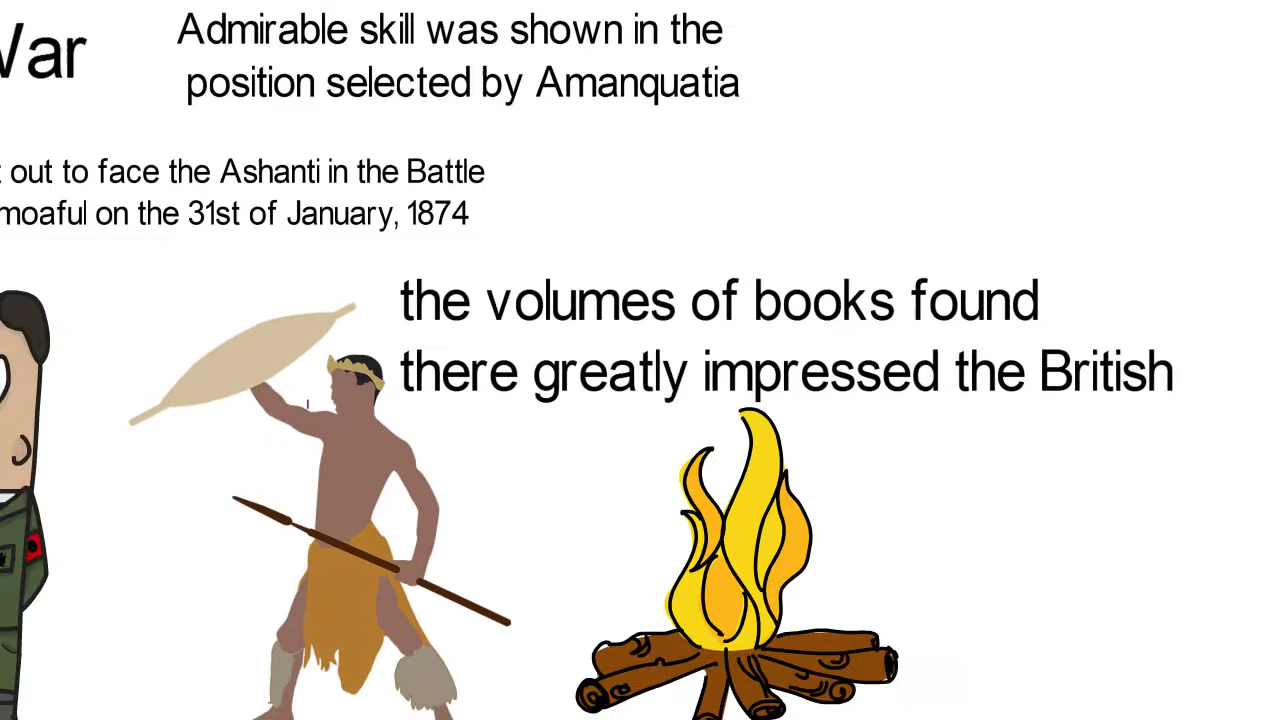 War
Admirable skill was shown in the
position selected by Amanquatia
out to face the Ashanti in the Battle
moaful on the 31st of January, 1874
the volumes of books found
there greatly impressed the British